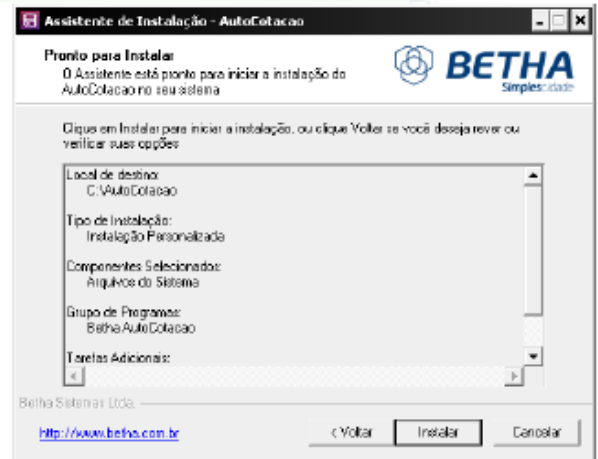 Assistente de Instalação - AutoCotacao
Pronto para Instalar
O Assistente está pronto para iniciar a instalação do
AutoCotacao no seu sistema
BETHA
Simplescidade
Clique em Instalar para iniciar a instalação, ou clique Voltar se você deseja rever ou
verificar suas opções
Local de destino:
C:\AutoCotacao
Tipo de Instalação:
Instalação Personalizada
Componentes Selecionados:
Arquivos do Sistema
Grupo de Programas:
Betha AutoCotacao
Tarefas Adicionais:
Betha Sistemas Ltda.
http://www.betha.com.br
< Voltar
Instalar
Cancelar